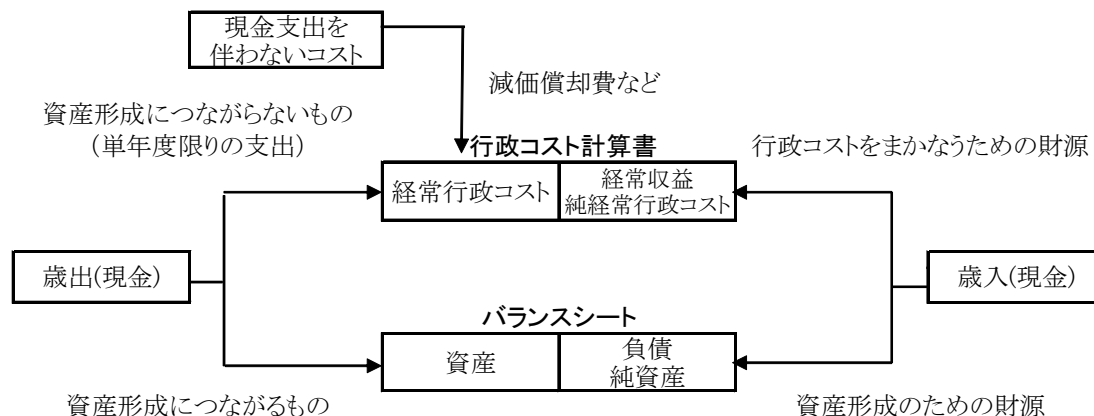 現金支出を
伴わないコスト
減価償却費など
資産形成につながらないもの
(単年度限りの支出)
行政コスト計算書
行政コストをまかなうための財源
経常行政コスト
経常収益
純経常行政コスト
歳出(現金)
歳入(現金)
バランスシート
資産
負債
純資産
資産形成につながるもの
資産形成のための財源